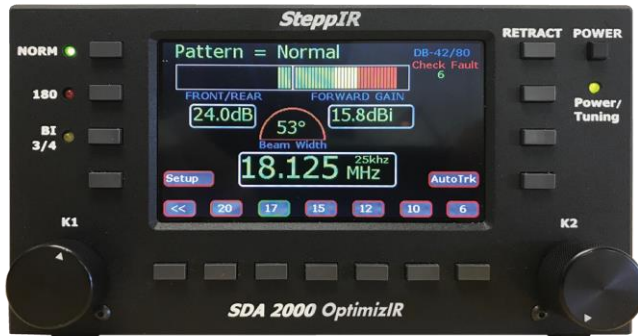 SteppIR
RETRACT POWER
NORM
Pattern = Normal
DB-42/80
Check Fault
6
180
FRONT/REAR
FORWARD GAIN
24.0dB
15.8dBi
53°
Beam Width
Power/
Tuning
BI
3/4
18.125 25khz
MHz
Setup
AutoTrk
<< 20 17 15 12 10 6
K1
K2
SDA 2000 OptimizIR